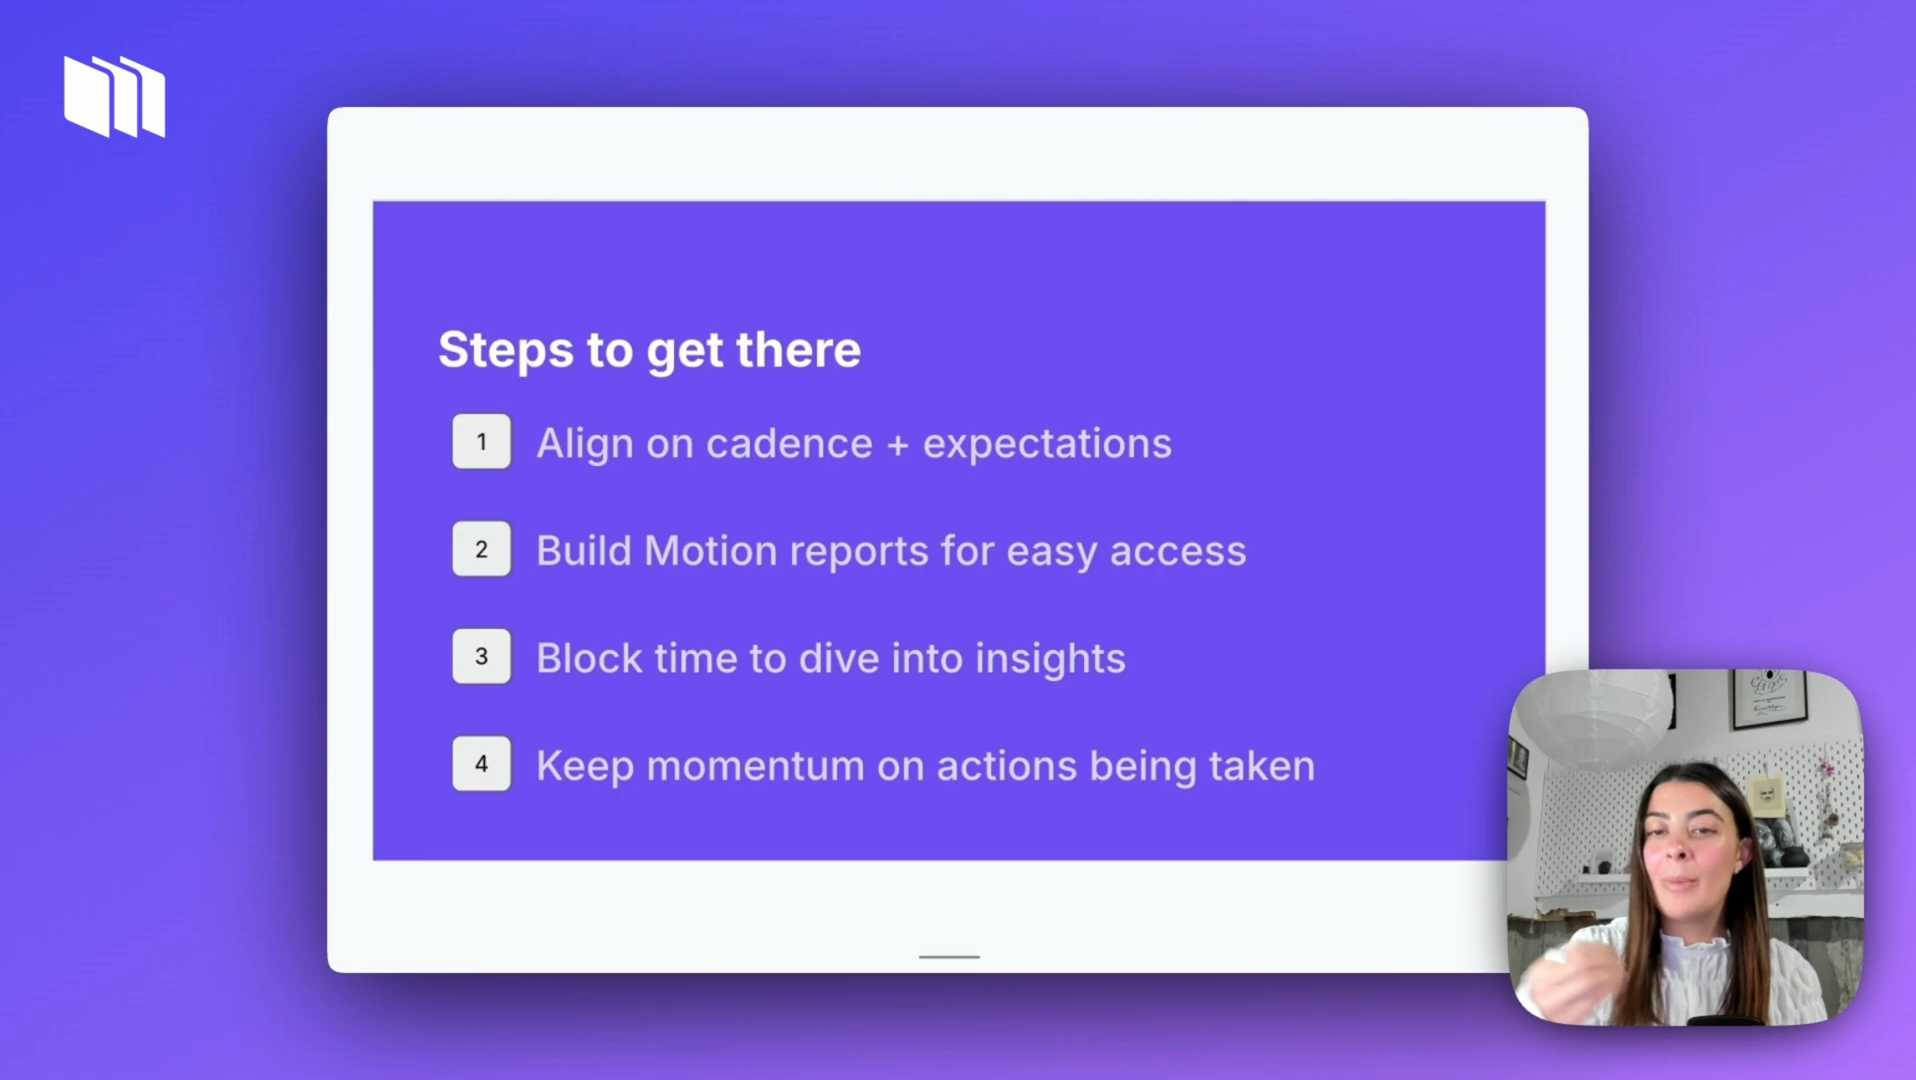 Steps to get there
1 Align on cadence + expectations
2 Build Motion reports for easy access
3 Block time to dive into insights
4 Keep momentum on actions being taken